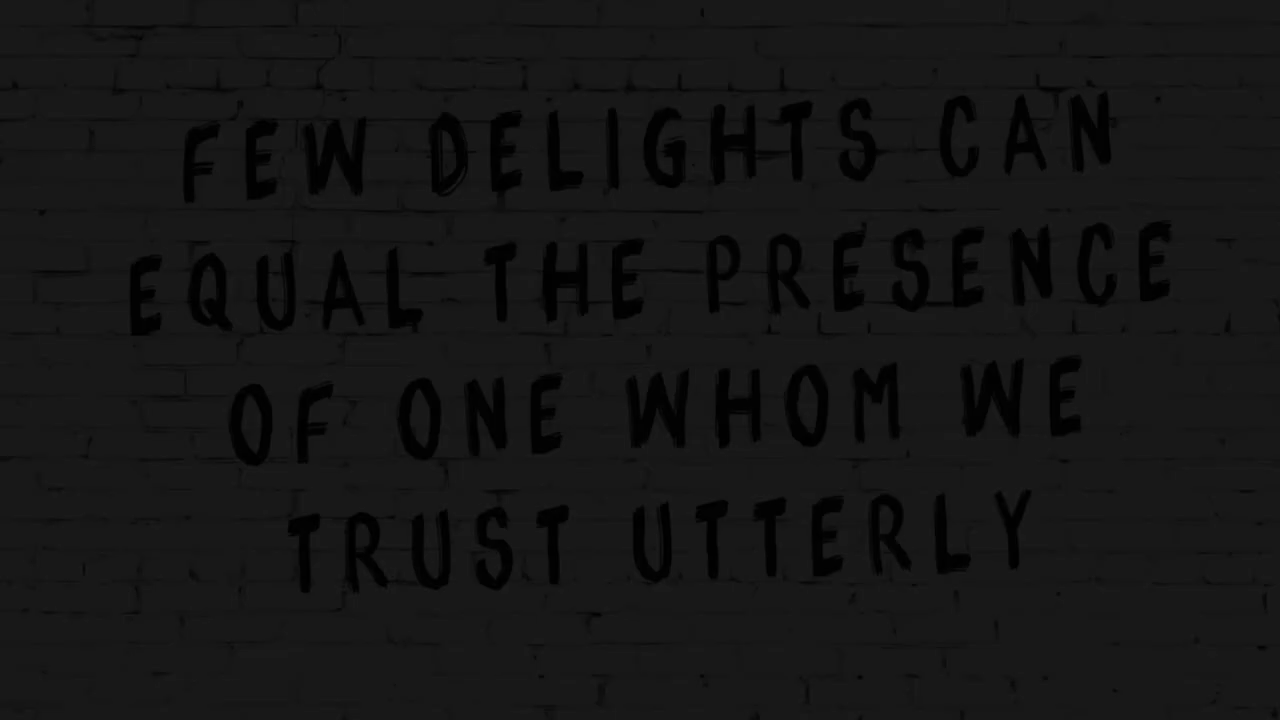 FEW DELIGHTS CAN
EQUAL THE PRESENCE
OF ONE WHOM WE
TRUST UTTERLY